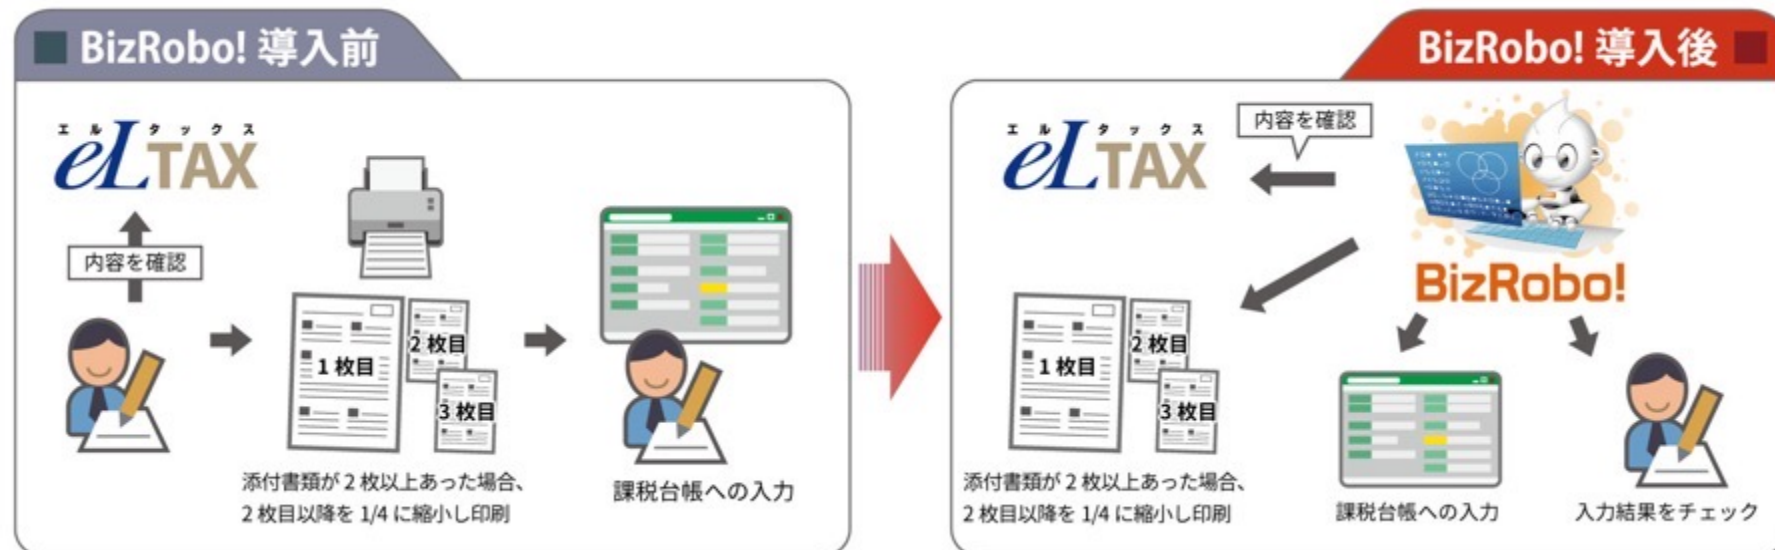 BizRobo! 導入前
エルタックス
eLTAX
内容を確認
1 枚目
2 枚目
3 枚目
添付書類が 2 枚以上あった場合、
2 枚目以降を 1/4 に縮小し印刷
課税台帳への入力
BizRobo! 導入後
エルタックス
eLTAX
内容を確認
BizRobo!
1 枚目
2 枚目
3 枚目
添付書類が 2 枚以上あった場合、
2 枚目以降を 1/4 に縮小し印刷
課税台帳への入力
入力結果をチェック